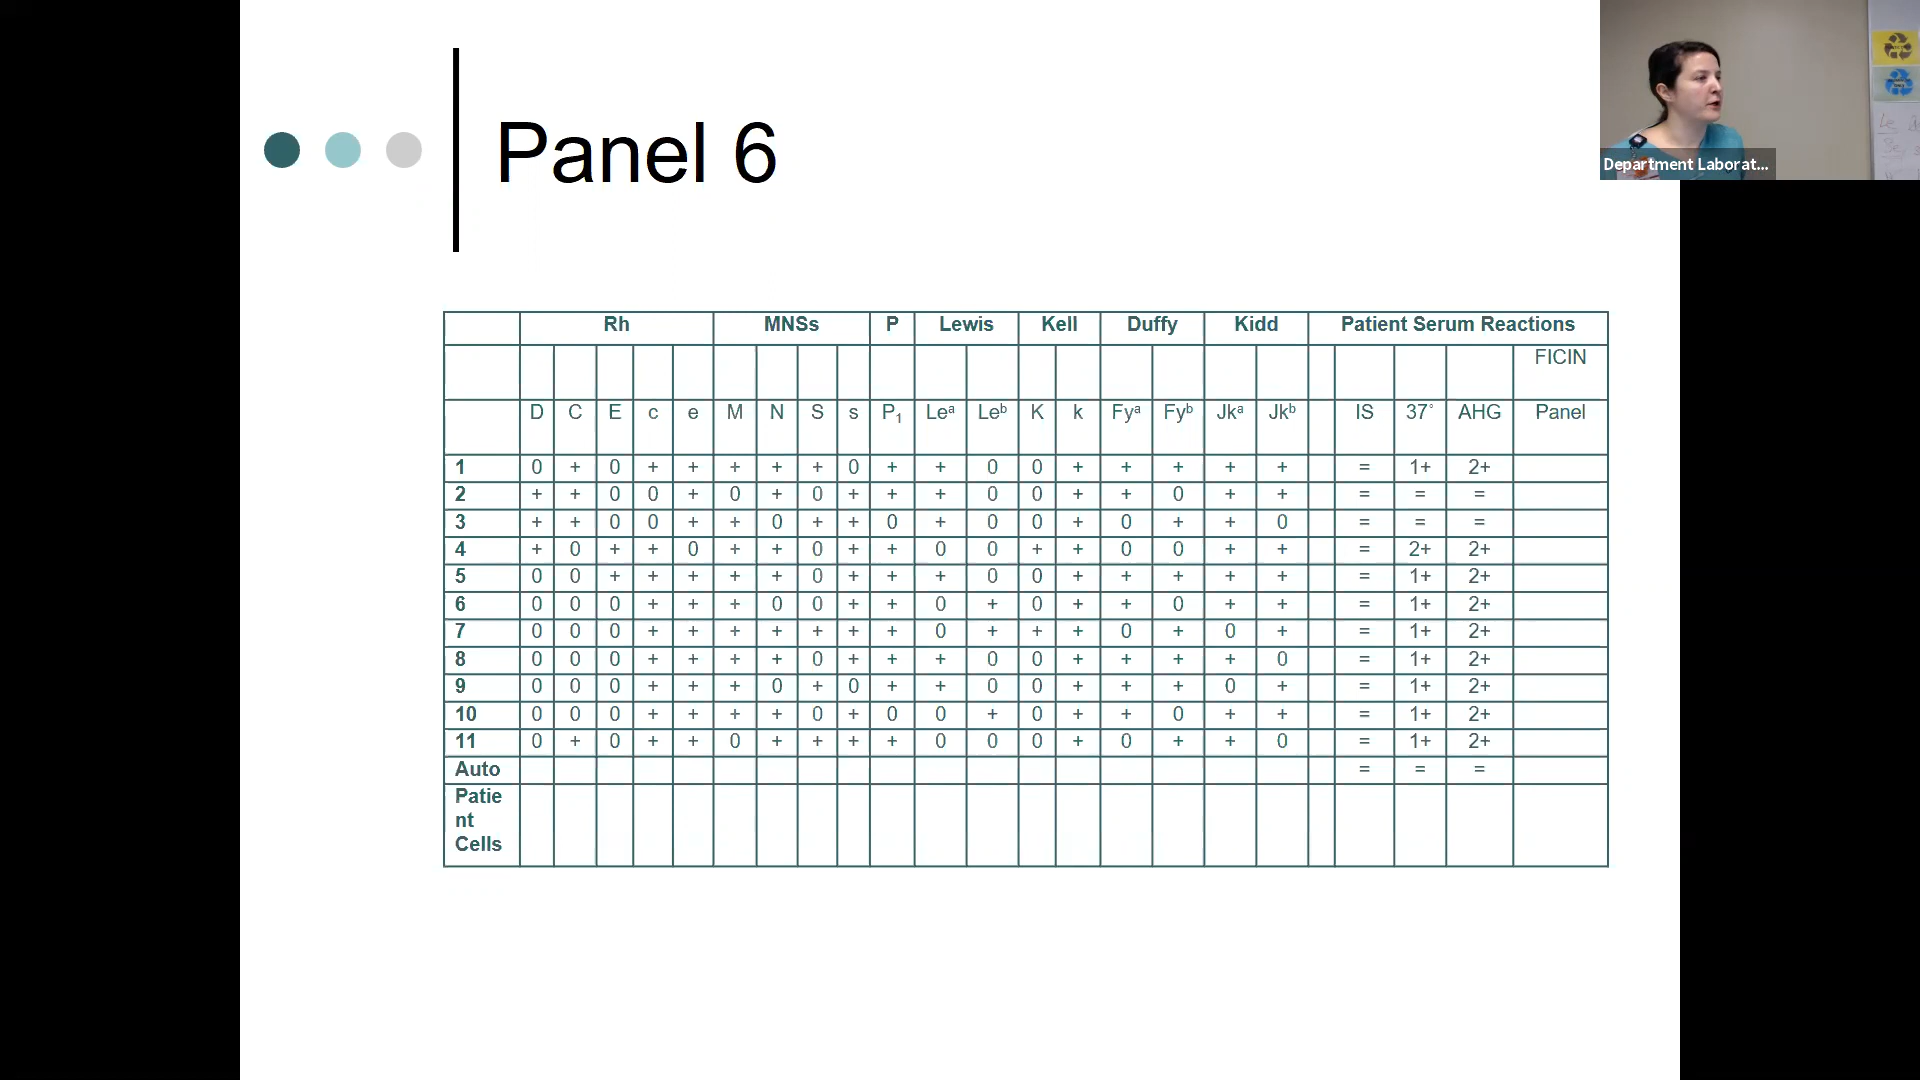 Panel 6
Department Laborat...
Rh MNSs P Lewis Kell Duffy Kidd Patient Serum Reactions
FICIN
D C E c e M N S s P₁ Leᵃ Leᵇ K k Fyᵃ Fyᵇ Jkᵃ Jkᵇ IS 37˚ AHG Panel
1 0 + 0 + + + + + 0 + + 0 0 + + + + + = 1+ 2+
2 + + 0 0 + 0 + 0 + + + 0 0 + + 0 + + = = =
3 + + 0 0 + + 0 + + 0 + 0 0 + 0 + + 0 = = =
4 + 0 + + 0 + + 0 + + 0 0 + + 0 0 + + = 2+ 2+
5 0 0 + + + + + 0 + + + 0 0 + + + + + = 1+ 2+
6 0 0 0 + + + 0 0 + + 0 + 0 + + 0 + + = 1+ 2+
7 0 0 0 + + + + + + + 0 + + + 0 + 0 + = 1+ 2+
8 0 0 0 + + + + 0 + + + 0 0 + + + + 0 = 1+ 2+
9 0 0 0 + + + 0 + 0 + + 0 0 + + + 0 + = 1+ 2+
10 0 0 0 + + + + 0 + 0 0 + 0 + + 0 + + = 1+ 2+
11 0 + 0 + + 0 + + + + 0 0 0 + 0 + + 0 = 1+ 2+
Auto = = =
Patie
nt
Cells